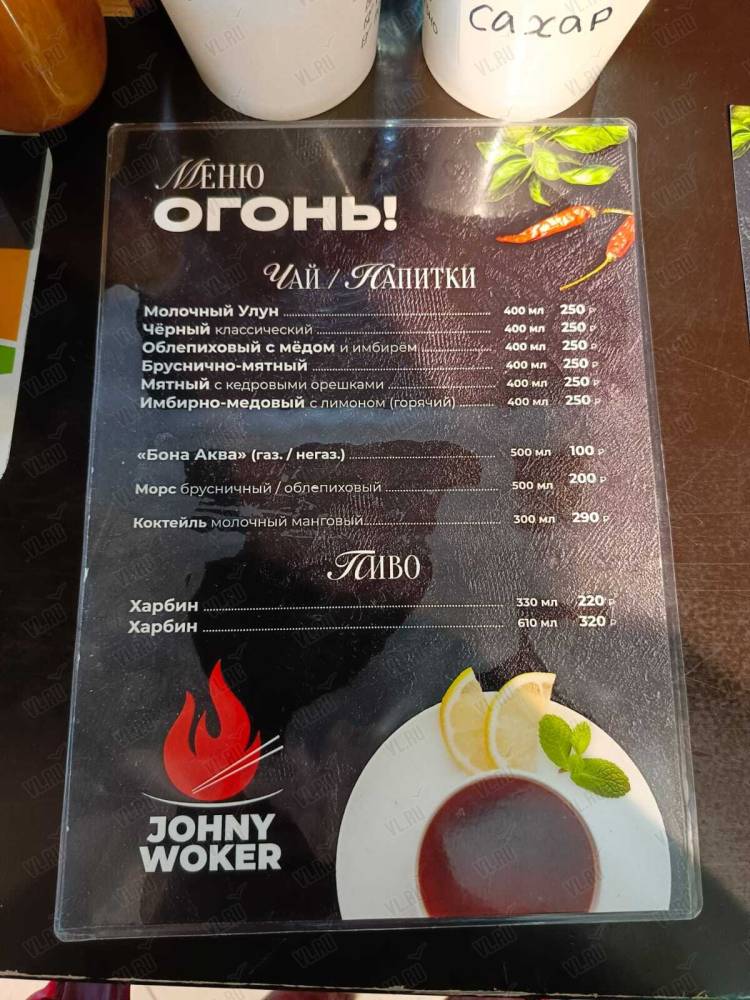 сахар
Меню
ОГОНЬ!
Чай / Напитки
Молочный Улун 400 мл 250 ₽
Чёрный классический 400 мл 250 ₽
Облепиховый с мёдом и имбирём 400 мл 250 ₽
Бруснично-мятный 400 мл 250 ₽
Мятный с кедровыми орешками 400 мл 250 ₽
Имбирно-медовый с лимоном (горячий) 400 мл 250 ₽
«Бона Аква» (газ. / негаз.) 500 мл 100 ₽
Морс брусничный / облепиховый 500 мл 200 ₽
Коктейль молочный манговый 300 мл 290 ₽
Пиво
Харбин 330 мл 220 ₽
Харбин 610 мл 320 ₽
JOHNY
WOKER
VL.RU